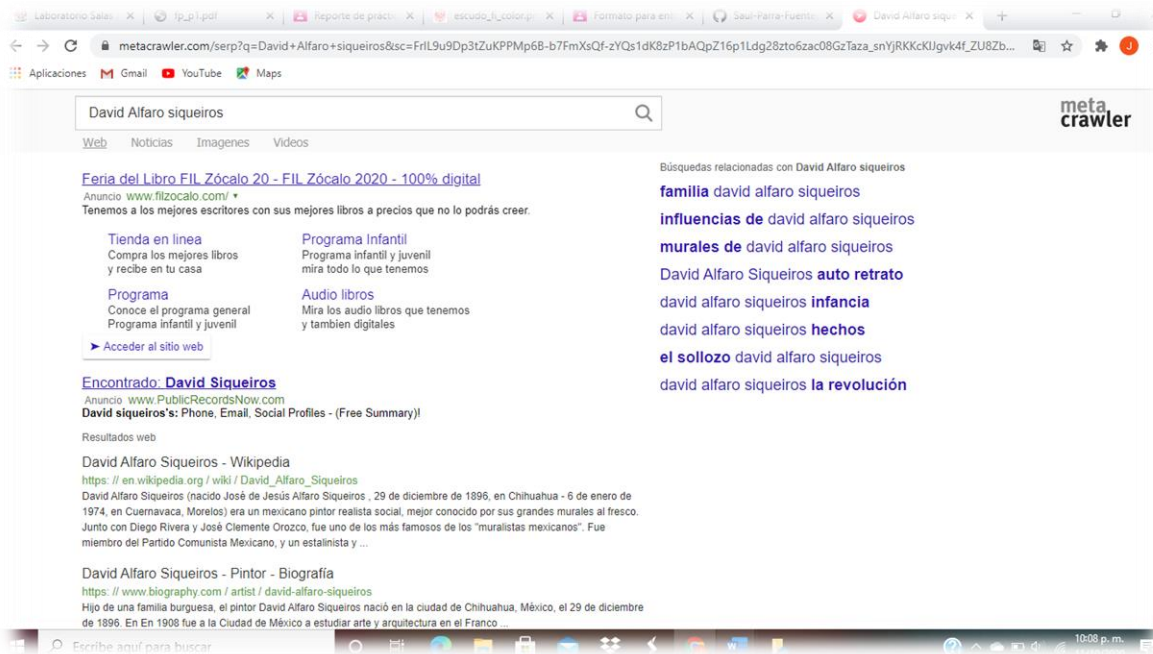 Laboratorio Salas
fp_p1.pdf
Reporte de practic
escudo_fi_color.p
Formato para ent
Saul-Parra-Fuente
David Alfaro sique
metacrawler.com/serp?q=David+Alfaro+siqueiros&sc=FrIL9u9Dp3tZuKPPMp6B-b7FmXsQf-zYQs1dK8zP1bAQpZ16p1Ldg28zto6zac08GzTaza_snYjRKKcKUgvk4f_ZU8Zb...
J
Aplicaciones Gmail YouTube Maps
David Alfaro siqueiros
meta
crawler
Web Noticias Imagenes Videos
Feria del Libro FIL Zócalo 20 - FIL Zócalo 2020 - 100% digital
Anuncio www.filzocalo.com/
Tenemos a los mejores escritores con sus mejores libros a precios que no lo podrás creer.
Tienda en linea
Compra los mejores libros
y recibe en tu casa
Programa Infantil
Programa infantil y juvenil
mira todo lo que tenemos
Programa
Conoce el programa general
Programa infantil y juvenil
Audio libros
Mira los audio libros que tenemos
y tambien digitales
➤ Acceder al sitio web
Encontrado: David Siqueiros
Anuncio www.PublicRecordsNow.com
David siqueiros's: Phone, Email, Social Profiles - (Free Summary)!
Resultados web
David Alfaro Siqueiros - Wikipedia
https: // en.wikipedia.org / wiki / David_Alfaro_Siqueiros
David Alfaro Siqueiros (nacido José de Jesús Alfaro Siqueiros , 29 de diciembre de 1896, en Chihuahua - 6 de enero de
1974, en Cuernavaca, Morelos) era un mexicano pintor realista social, mejor conocido por sus grandes murales al fresco.
Junto con Diego Rivera y José Clemente Orozco, fue uno de los más famosos de los "muralistas mexicanos". Fue
miembro del Partido Comunista Mexicano, y un estalinista y ...
David Alfaro Siqueiros - Pintor - Biografía
https: // www.biography.com / artist / david-alfaro-siqueiros
Hijo de una familia burguesa, el pintor David Alfaro Siqueiros nació en la ciudad de Chihuahua, México, el 29 de diciembre
de 1896. En En 1908 fue a la Ciudad de México a estudiar arte y arquitectura en el Franco ...
Búsquedas relacionadas con David Alfaro siqueiros
familia david alfaro siqueiros
influencias de david alfaro siqueiros
murales de david alfaro siqueiros
David Alfaro Siqueiros auto retrato
david alfaro siqueiros infancia
david alfaro siqueiros hechos
el sollozo david alfaro siqueiros
david alfaro siqueiros la revolución
Escribe aquí para buscar
10:08 p. m.